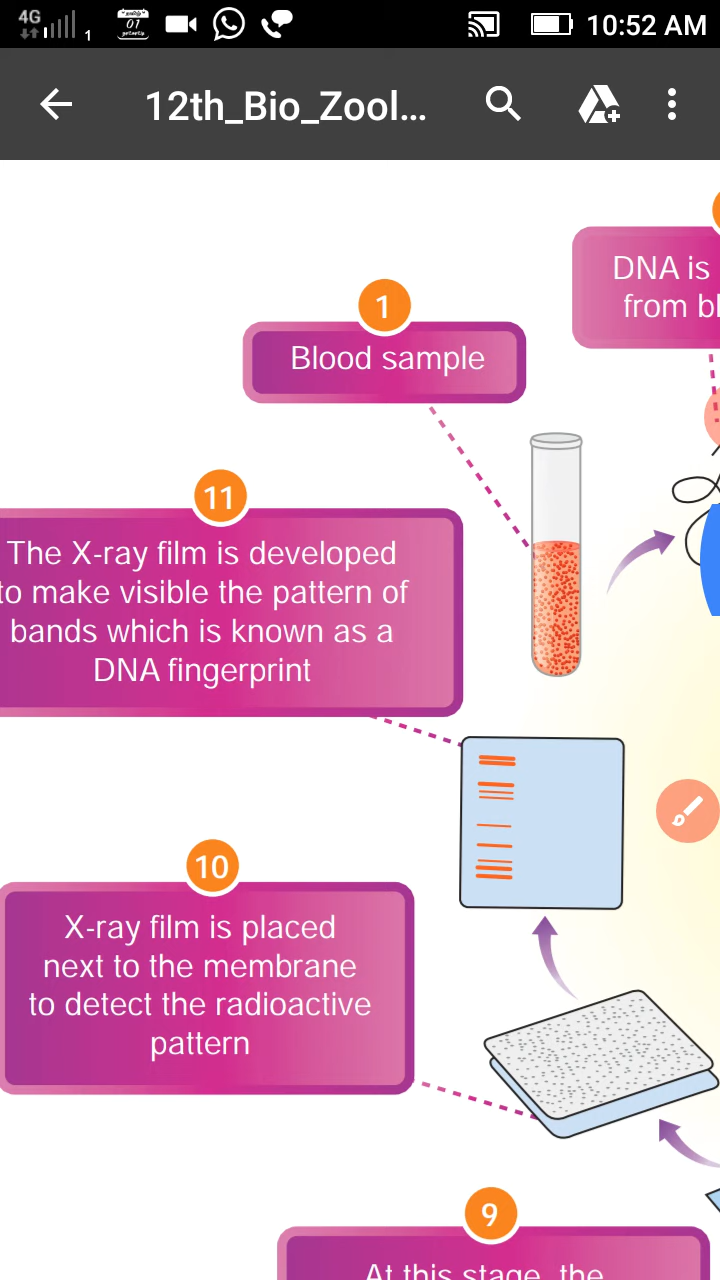 4G
1
01
10:52 AM
12th_Bio_Zool...
DNA is
from bl
1
Blood sample
11
The X-ray film is developed
to make visible the pattern of
bands which is known as a
DNA fingerprint
10
X-ray film is placed
next to the membrane
to detect the radioactive
pattern
9
At this stage, the